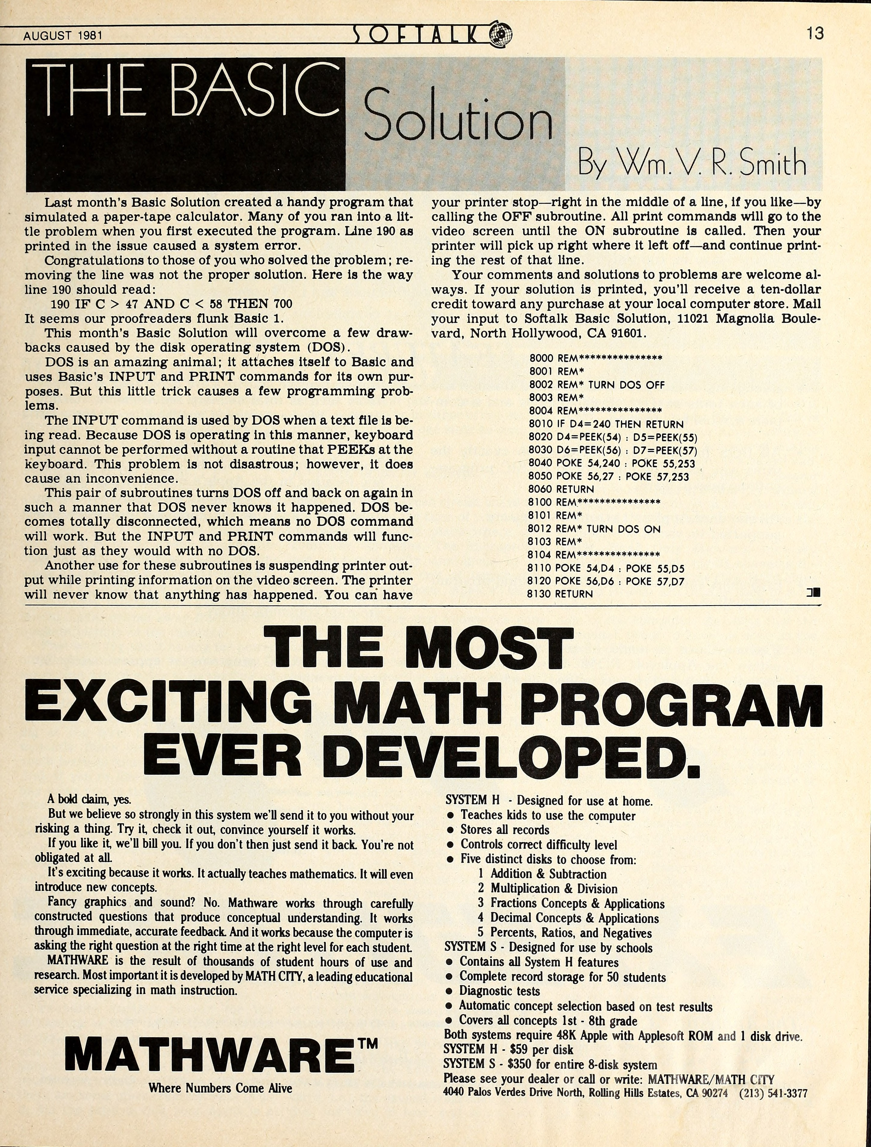 AUGUST 1981
SOFTALK
13
THE BASIC
Solution
By Wm. V. R. Smith
Last month's Basic Solution created a handy program that
simulated a paper-tape calculator. Many of you ran into a lit-
tle problem when you first executed the program. Line 190 as
printed in the issue caused a system error.
Congratulations to those of you who solved the problem; re-
moving the line was not the proper solution. Here is the way
line 190 should read:
190 IF C > 47 AND C < 58 THEN 700
It seems our proofreaders flunk Basic 1.
This month's Basic Solution will overcome a few draw-
backs caused by the disk operating system (DOS).
DOS is an amazing animal; it attaches itself to Basic and
uses Basic's INPUT and PRINT commands for its own pur-
poses. But this little trick causes a few programming prob-
lems.
The INPUT command is used by DOS when a text file is be-
ing read. Because DOS is operating in this manner, keyboard
input cannot be performed without a routine that PEEKs at the
keyboard. This problem is not disastrous; however, it does
cause an inconvenience.
This pair of subroutines turns DOS off and back on again in
such a manner that DOS never knows it happened. DOS be-
comes totally disconnected, which means no DOS command
will work. But the INPUT and PRINT commands will func-
tion just as they would with no DOS.
Another use for these subroutines is suspending printer out-
put while printing information on the video screen. The printer
will never know that anything has happened. You can have
your printer stop—right in the middle of a line, if you like—by
calling the OFF subroutine. All print commands will go to the
video screen until the ON subroutine is called. Then your
printer will pick up right where it left off—and continue print-
ing the rest of that line.
Your comments and solutions to problems are welcome al-
ways. If your solution is printed, you'll receive a ten-dollar
credit toward any purchase at your local computer store. Mail
your input to Softalk Basic Solution, 11021 Magnolia Boule-
vard, North Hollywood, CA 91601.
8000 REM***************
8001 REM*
8002 REM* TURN DOS OFF
8003 REM*
8004 REM***************
8010 IF D4=240 THEN RETURN
8020 D4=PEEK(54) : D5=PEEK(55)
8030 D6=PEEK(56) : D7=PEEK(57)
8040 POKE 54,240 : POKE 55,253
8050 POKE 56,27 : POKE 57,253
8060 RETURN
8100 REM***************
8101 REM*
8012 REM* TURN DOS ON
8103 REM*
8104 REM***************
8110 POKE 54,D4 : POKE 55,D5
8120 POKE 56,D6 : POKE 57,D7
8130 RETURN
THE MOST
EXCITING MATH PROGRAM
EVER DEVELOPED.
A bold claim, yes.
But we believe so strongly in this system we'll send it to you without your
risking a thing. Try it, check it out, convince yourself it works.
If you like it, we'll bill you. If you don't then just send it back. You're not
obligated at all.
It's exciting because it works. It actually teaches mathematics. It will even
introduce new concepts.
Fancy graphics and sound? No. Mathware works through carefully
constructed questions that produce conceptual understanding. It works
through immediate, accurate feedback. And it works because the computer is
asking the right question at the right time at the right level for each student.
MATHWARE is the result of thousands of student hours of use and
research. Most important it is developed by MATH CITY, a leading educational
service specializing in math instruction.
MATHWARE™
Where Numbers Come Alive
SYSTEM H - Designed for use at home.
• Teaches kids to use the computer
• Stores all records
• Controls correct difficulty level
• Five distinct disks to choose from:
1 Addition & Subtraction
2 Multiplication & Division
3 Fractions Concepts & Applications
4 Decimal Concepts & Applications
5 Percents, Ratios, and Negatives
SYSTEM S - Designed for use by schools
• Contains all System H features
• Complete record storage for 50 students
• Diagnostic tests
• Automatic concept selection based on test results
• Covers all concepts 1st - 8th grade
Both systems require 48K Apple with Applesoft ROM and 1 disk drive.
SYSTEM H - $59 per disk
SYSTEM S - $350 for entire 8-disk system
Please see your dealer or call or write: MATHWARE/MATH CITY
4040 Palos Verdes Drive North, Rolling Hills Estates, CA 90274 (213) 541-3377